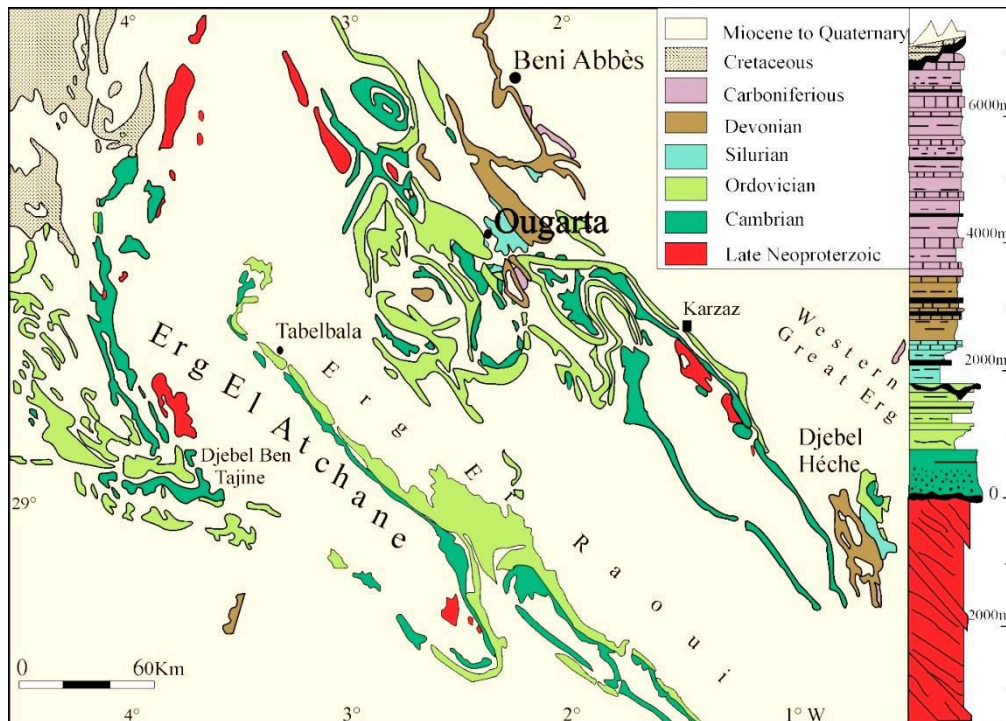 4°
3°
2°
Beni Abbès
Miocene to Quaternary
Cretaceous
Carboniferious
Devonian
Silurian
Ordovician
Cambrian
Late Neoproterzoic
6000m
4000m
2000m
0
2000m
Ougarta
Karzaz
Western
Great Erg
Tabelbala
Erg El Atchane
Erg Er Raoui
Djebel Ben
Tajine
Djebel
Héche
29°
0 60Km
4° 3° 2° 1° W